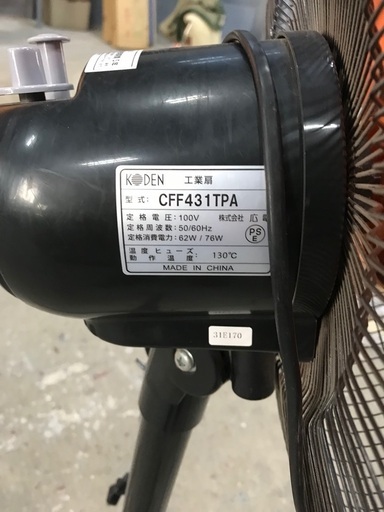 KODEN 工業扇
型式: CFF431TPA
定格電圧:100V 株式会社 広電
定格周波数:50/60Hz
定格消費電力:62W / 76W
PS
E
温度ヒューズ
動作温度: 130℃
MADE IN CHINA
31E170